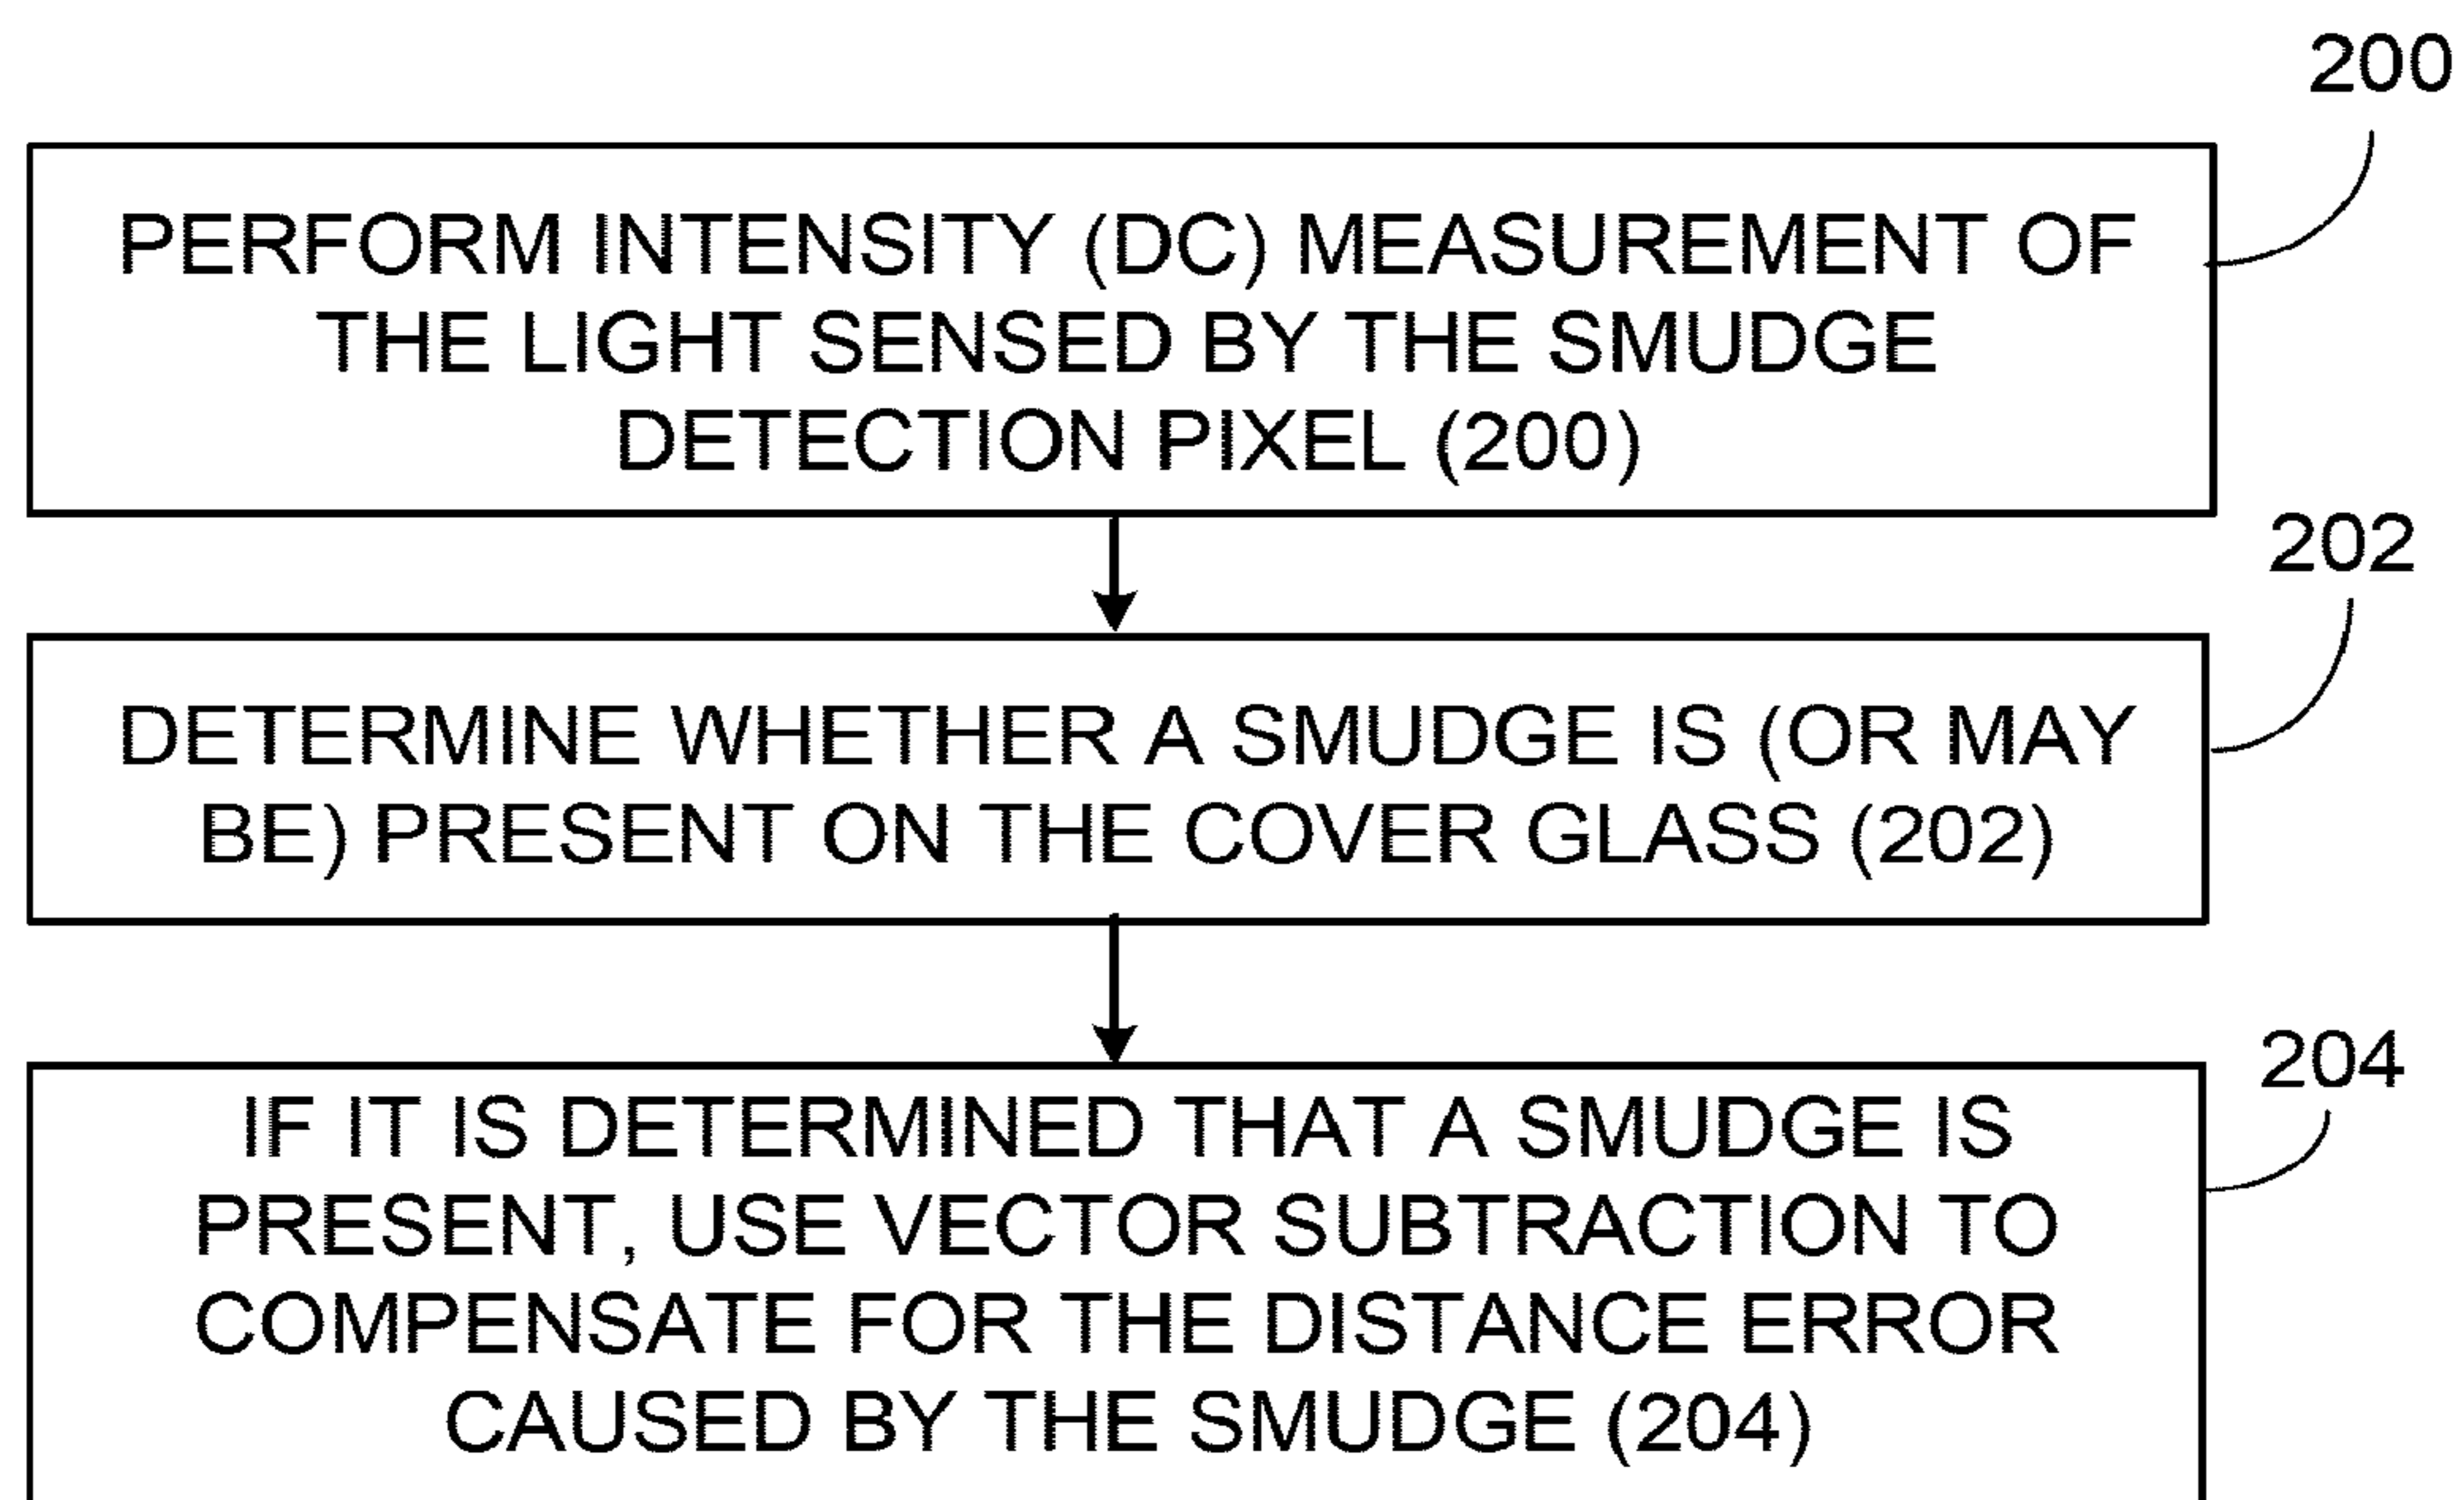 200
PERFORM INTENSITY (DC) MEASUREMENT OF
THE LIGHT SENSED BY THE SMUDGE
DETECTION PIXEL (200)
202
DETERMINE WHETHER A SMUDGE IS (OR MAY
BE) PRESENT ON THE COVER GLASS (202)
204
IF IT IS DETERMINED THAT A SMUDGE IS
PRESENT, USE VECTOR SUBTRACTION TO
COMPENSATE FOR THE DISTANCE ERROR
CAUSED BY THE SMUDGE (204)